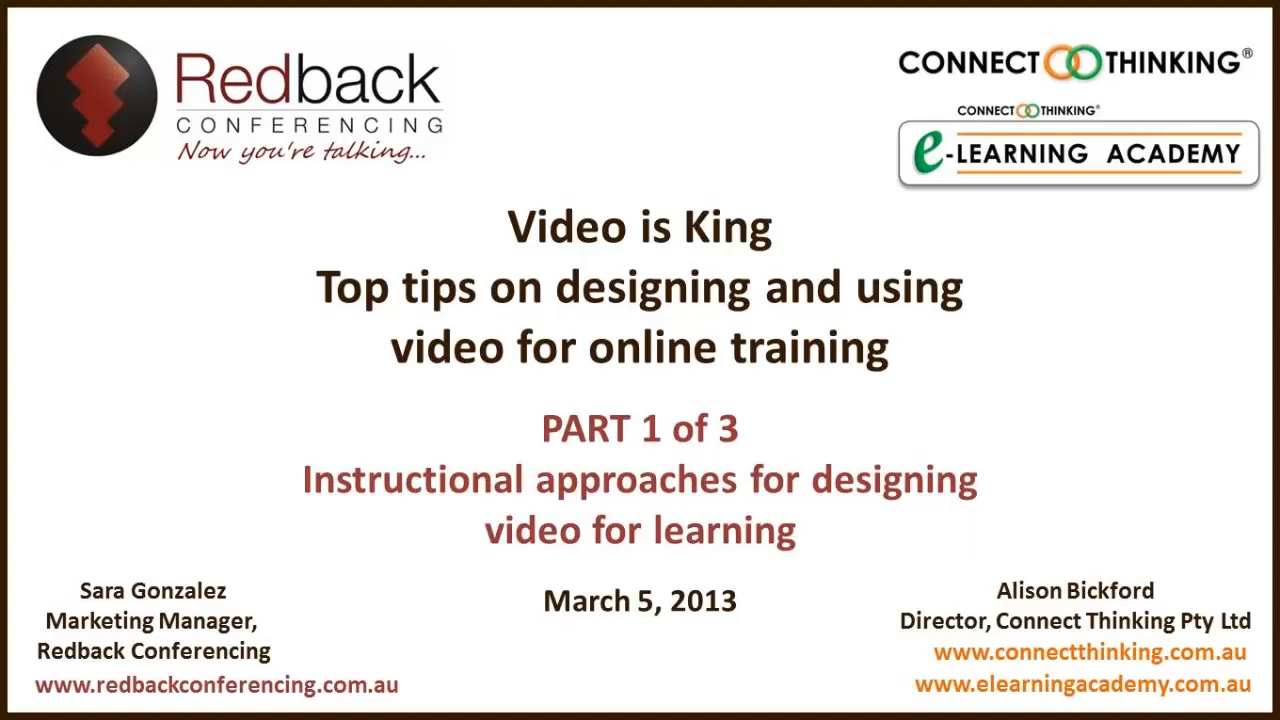 Redback
CONFERENCING
Now you're talking...
CONNECT THINKING®
CONNECT THINKING®
e-LEARNING ACADEMY
Video is King
Top tips on designing and using
video for online training
PART 1 of 3
Instructional approaches for designing
video for learning
March 5, 2013
Sara Gonzalez
Marketing Manager,
Redback Conferencing
www.redbackconferencing.com.au
Alison Bickford
Director, Connect Thinking Pty Ltd
www.connectthinking.com.au
www.elearningacademy.com.au